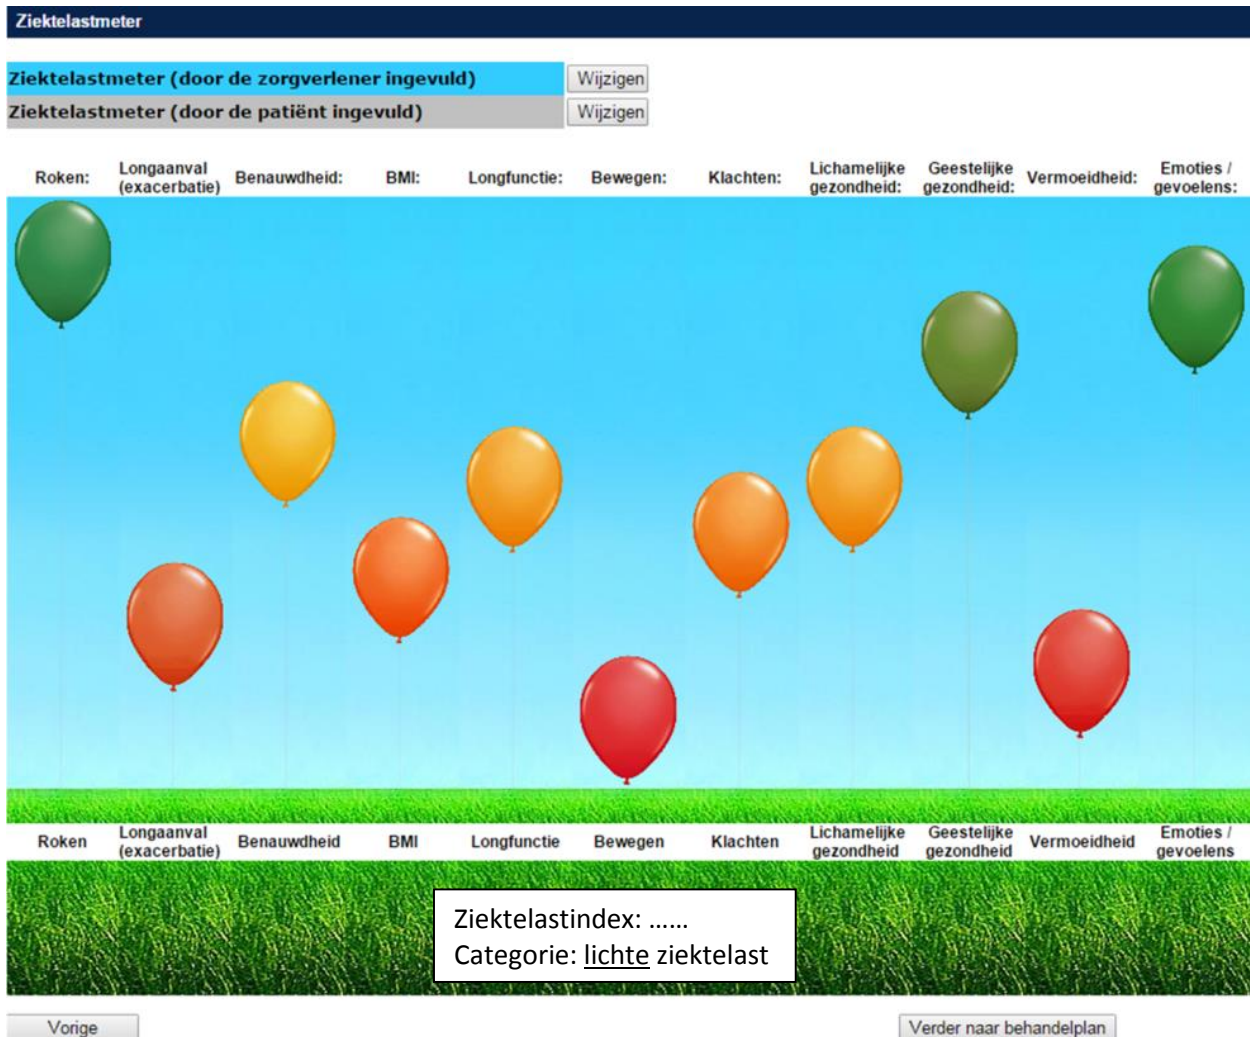 Ziektelastmeter
Ziektelastmeter (door de zorgverlener ingevuld) Wijzigen
Ziektelastmeter (door de patiënt ingevuld) Wijzigen
Roken:
Longaanval
(exacerbatie)
Benauwdheid:
BMI:
Longfunctie:
Bewegen:
Klachten:
Lichamelijke
gezondheid:
Geestelijke
gezondheid:
Vermoeidheid:
Emoties /
gevoelens:
Roken
Longaanval
(exacerbatie)
Benauwdheid
BMI
Longfunctie
Bewegen
Klachten
Lichamelijke
gezondheid
Geestelijke
gezondheid
Vermoeidheid
Emoties /
gevoelens
Ziektelastindex: ......
Categorie: lichte ziektelast
Vorige
Verder naar behandelplan